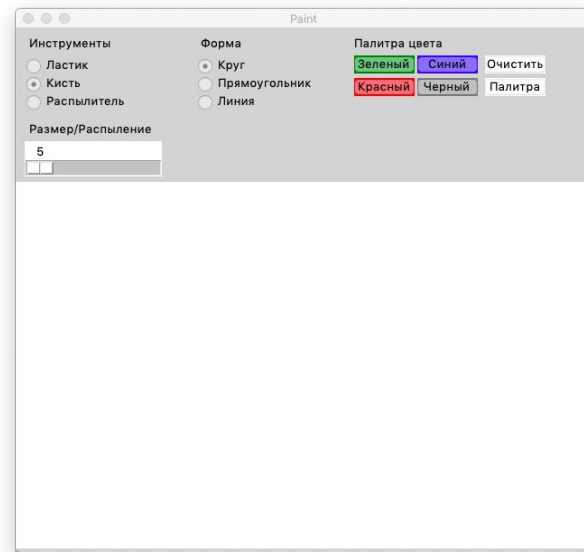 Paint
Инструменты
Ластик
Кисть
Распылитель
Размер/Распыление
5
Форма
Круг
Прямоугольник
Линия
Палитра цвета
Зеленый Синий Очистить
Красный Черный Палитра